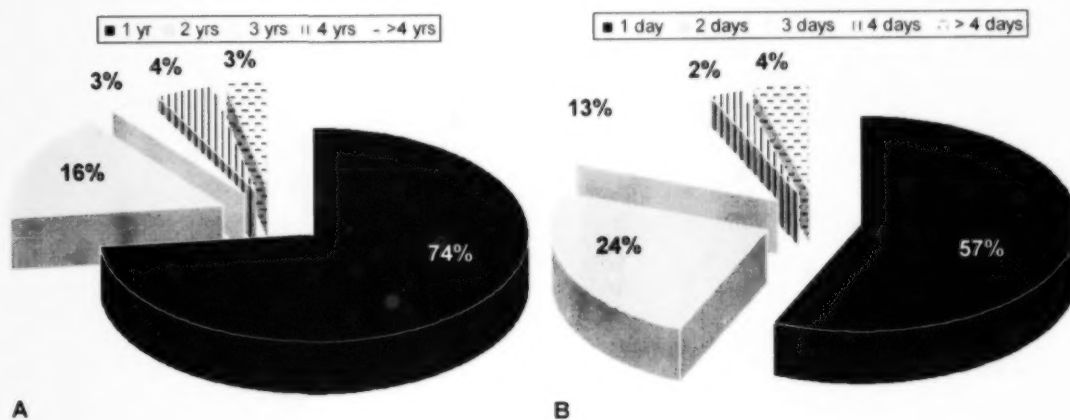 1 yr 2 yrs 3 yrs 4 yrs >4 yrs
3% 4% 3%
16%
74%
A
1 day 2 days 3 days 4 days > 4 days
13% 2% 4%
24%
57%
B